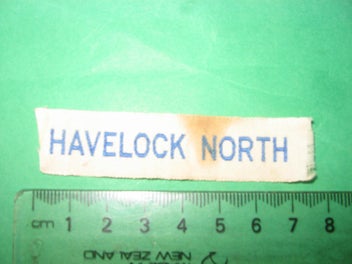 HAVELOCK NORTH
cm 1 2 3 4 5 6 7 8
NEW ZEALAND